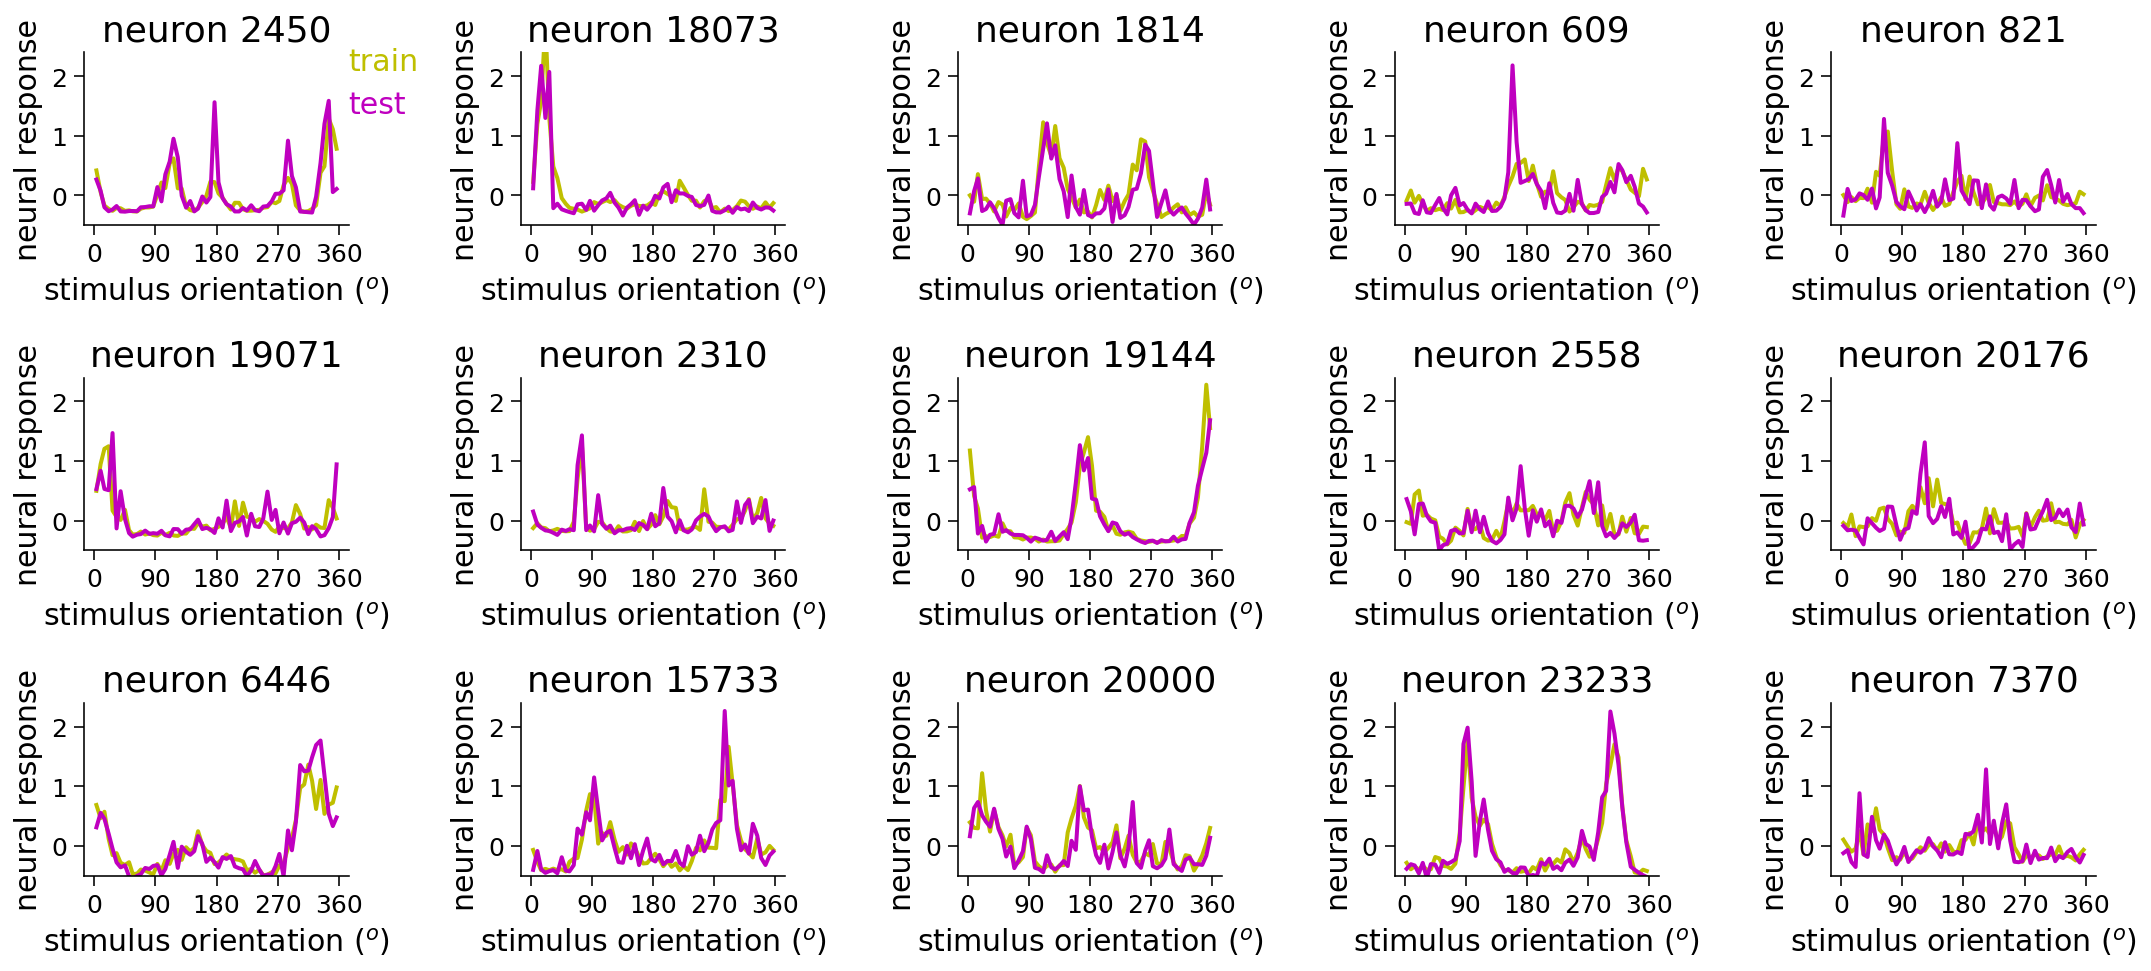 neuron 2450
neuron 18073
neuron 1814
neuron 609
neuron 821
train
test
neural response
2
1
0
0 90 180 270 360
stimulus orientation (º)
neural response
2
1
0
0 90 180 270 360
stimulus orientation (º)
neural response
2
1
0
0 90 180 270 360
stimulus orientation (º)
neural response
2
1
0
0 90 180 270 360
stimulus orientation (º)
neural response
2
1
0
0 90 180 270 360
stimulus orientation (º)
neuron 19071
neuron 2310
neuron 19144
neuron 2558
neuron 20176
neural response
2
1
0
0 90 180 270 360
stimulus orientation (º)
neural response
2
1
0
0 90 180 270 360
stimulus orientation (º)
neural response
2
1
0
0 90 180 270 360
stimulus orientation (º)
neural response
2
1
0
0 90 180 270 360
stimulus orientation (º)
neural response
2
1
0
0 90 180 270 360
stimulus orientation (º)
neuron 6446
neuron 15733
neuron 20000
neuron 23233
neuron 7370
neural response
2
1
0
0 90 180 270 360
stimulus orientation (º)
neural response
2
1
0
0 90 180 270 360
stimulus orientation (º)
neural response
2
1
0
0 90 180 270 360
stimulus orientation (º)
neural response
2
1
0
0 90 180 270 360
stimulus orientation (º)
neural response
2
1
0
0 90 180 270 360
stimulus orientation (º)